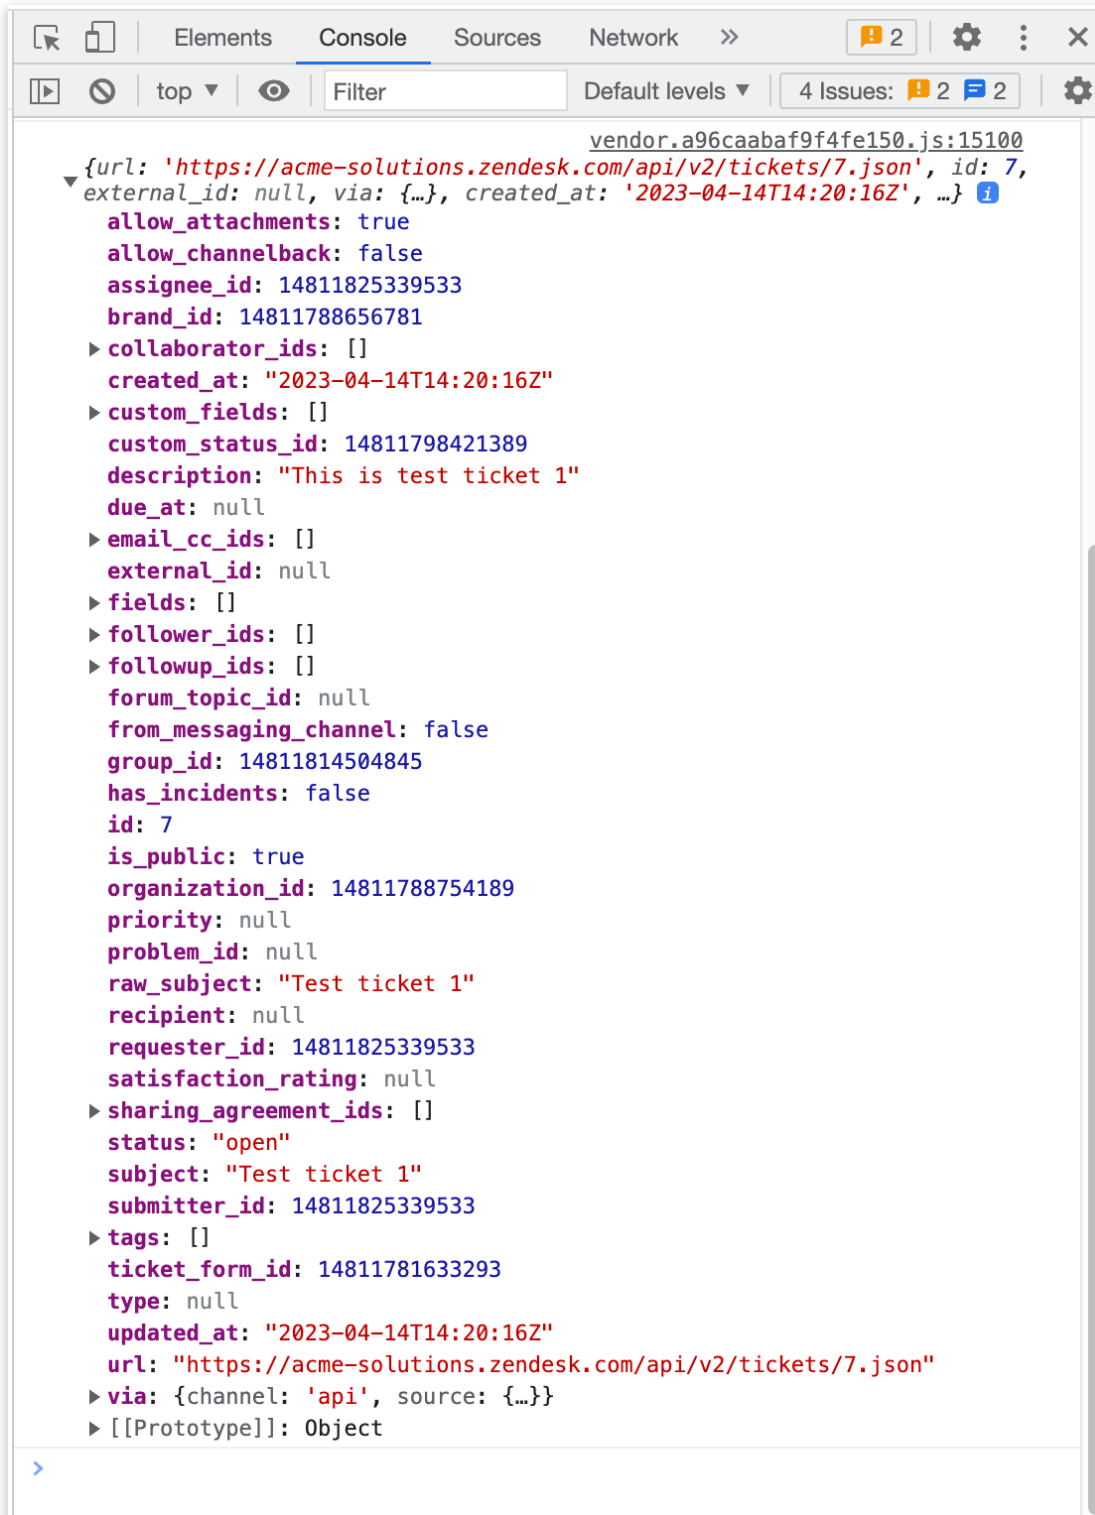 Elements Console Sources Network » 2
top ▼ Filter Default levels ▼ 4 Issues: 2 2
vendor.a96caabaf9f4fe150.js:15100
{url: 'https://acme-solutions.zendesk.com/api/v2/tickets/7.json', id: 7,
external_id: null, via: {…}, created_at: '2023-04-14T14:20:16Z', …} i
allow_attachments: true
allow_channelback: false
assignee_id: 14811825339533
brand_id: 14811788656781
collaborator_ids: []
created_at: "2023-04-14T14:20:16Z"
custom_fields: []
custom_status_id: 14811798421389
description: "This is test ticket 1"
due_at: null
email_cc_ids: []
external_id: null
fields: []
follower_ids: []
followup_ids: []
forum_topic_id: null
from_messaging_channel: false
group_id: 14811814504845
has_incidents: false
id: 7
is_public: true
organization_id: 14811788754189
priority: null
problem_id: null
raw_subject: "Test ticket 1"
recipient: null
requester_id: 14811825339533
satisfaction_rating: null
sharing_agreement_ids: []
status: "open"
subject: "Test ticket 1"
submitter_id: 14811825339533
tags: []
ticket_form_id: 14811781633293
type: null
updated_at: "2023-04-14T14:20:16Z"
url: "https://acme-solutions.zendesk.com/api/v2/tickets/7.json"
via: {channel: 'api', source: {…}}
[[Prototype]]: Object